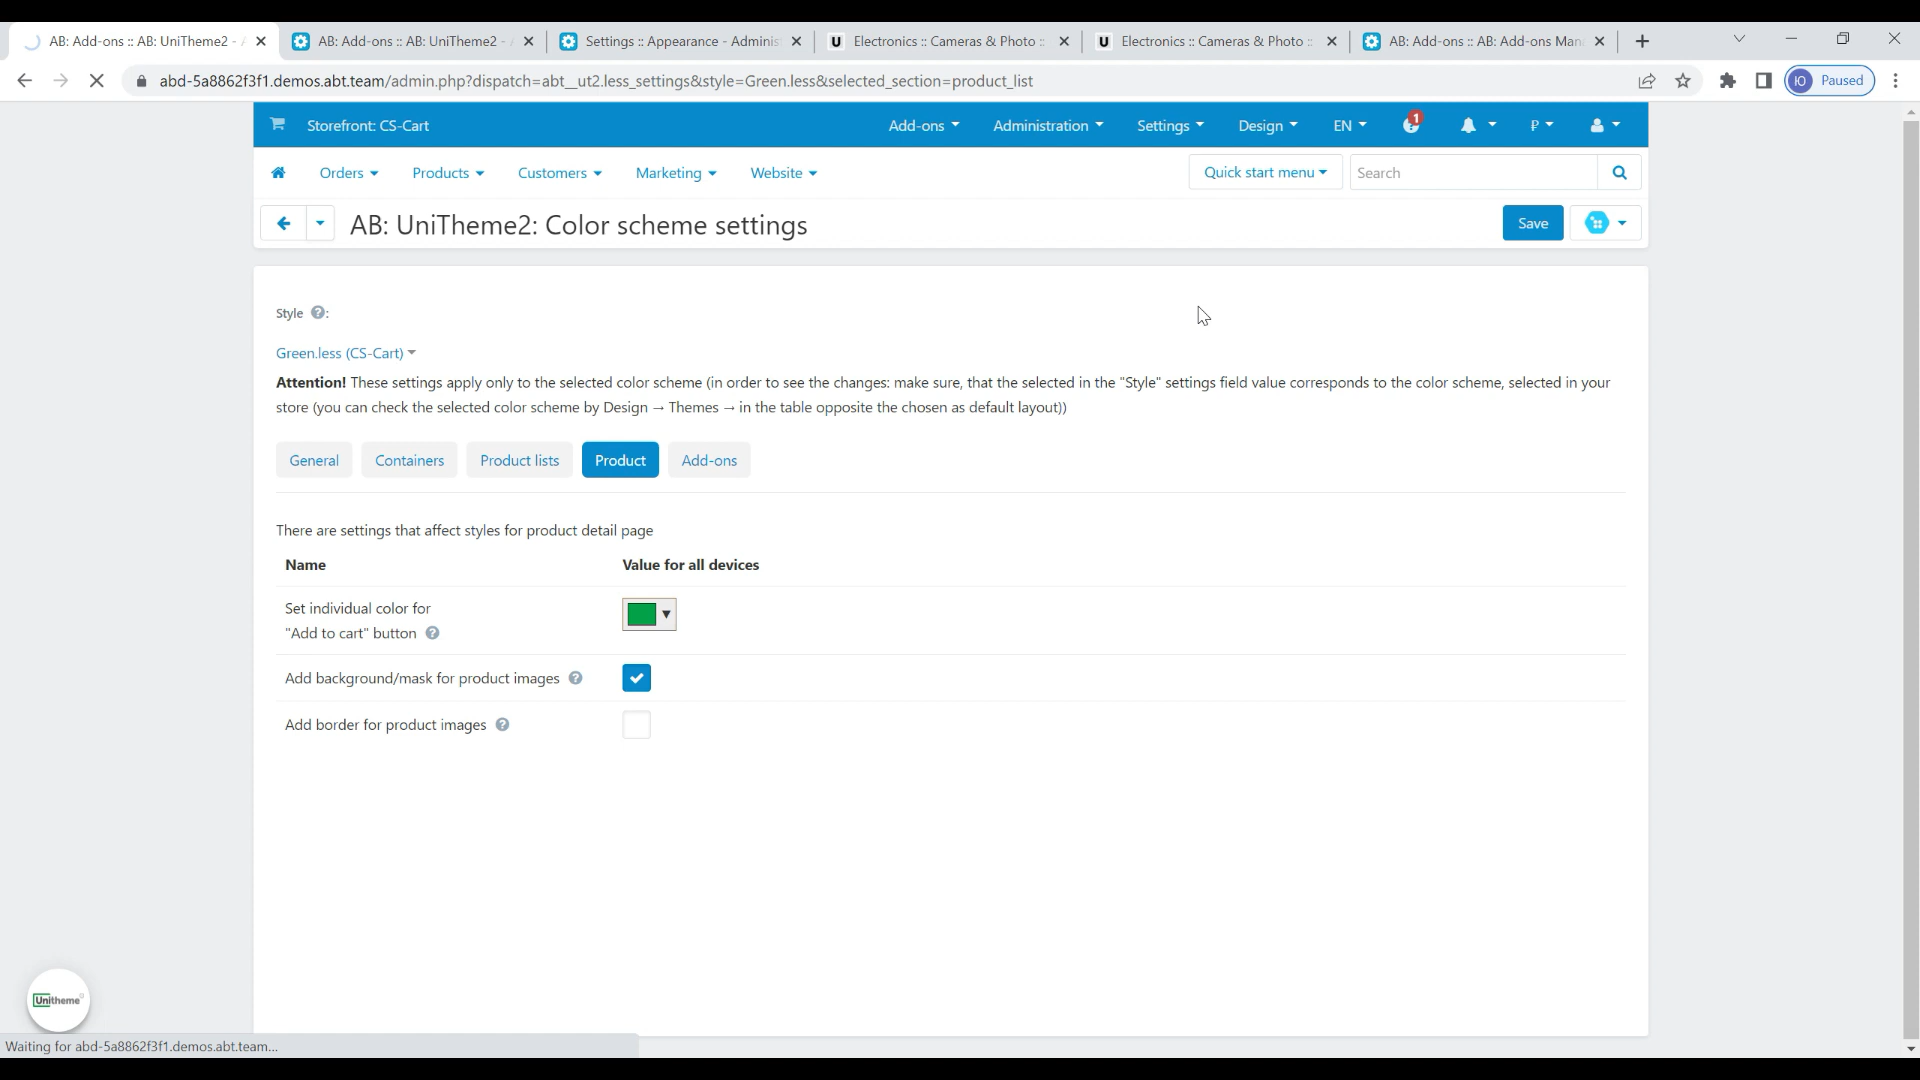 AB: Add-ons :: AB: UniTheme2 - A
AB: Add-ons :: AB: UniTheme2 - A
Settings :: Appearance - Adminis
Electronics :: Cameras & Photo ::
Electronics :: Cameras & Photo ::
AB: Add-ons :: AB: Add-ons Man
abd-5a8862f3f1.demos.abt.team/admin.php?dispatch=abt__ut2.less_settings&style=Green.less&selected_section=product_list
Ю Paused
Storefront: CS-Cart
Add-ons
Administration
Settings
Design
EN
1
₽
Orders
Products
Customers
Marketing
Website
Quick start menu
Search
AB: UniTheme2: Color scheme settings
Save
Style ?:
Green.less (CS-Cart)
Attention! These settings apply only to the selected color scheme (in order to see the changes: make sure, that the selected in the "Style" settings field value corresponds to the color scheme, selected in your
store (you can check the selected color scheme by Design → Themes → in the table opposite the chosen as default layout))
General
Containers
Product lists
Product
Add-ons
There are settings that affect styles for product detail page
Name
Value for all devices
Set individual color for
"Add to cart" button ?
Add background/mask for product images ?
Add border for product images ?
Unitheme
Waiting for abd-5a8862f3f1.demos.abt.team...